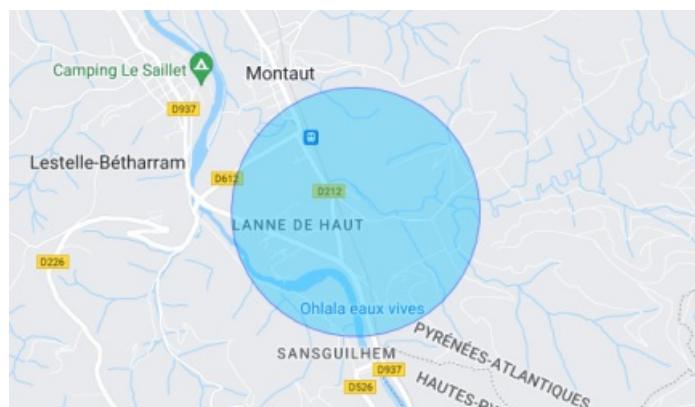 Camping Le Saillet
Montaut
D937
Lestelle-Bétharram
D612
D212
LANNE DE HAUT
D226
Ohlala eaux vives
SANSGUILHEM
PYRÉNÉES-ATLANTIQUES
D937
D526
HAUTES-PY